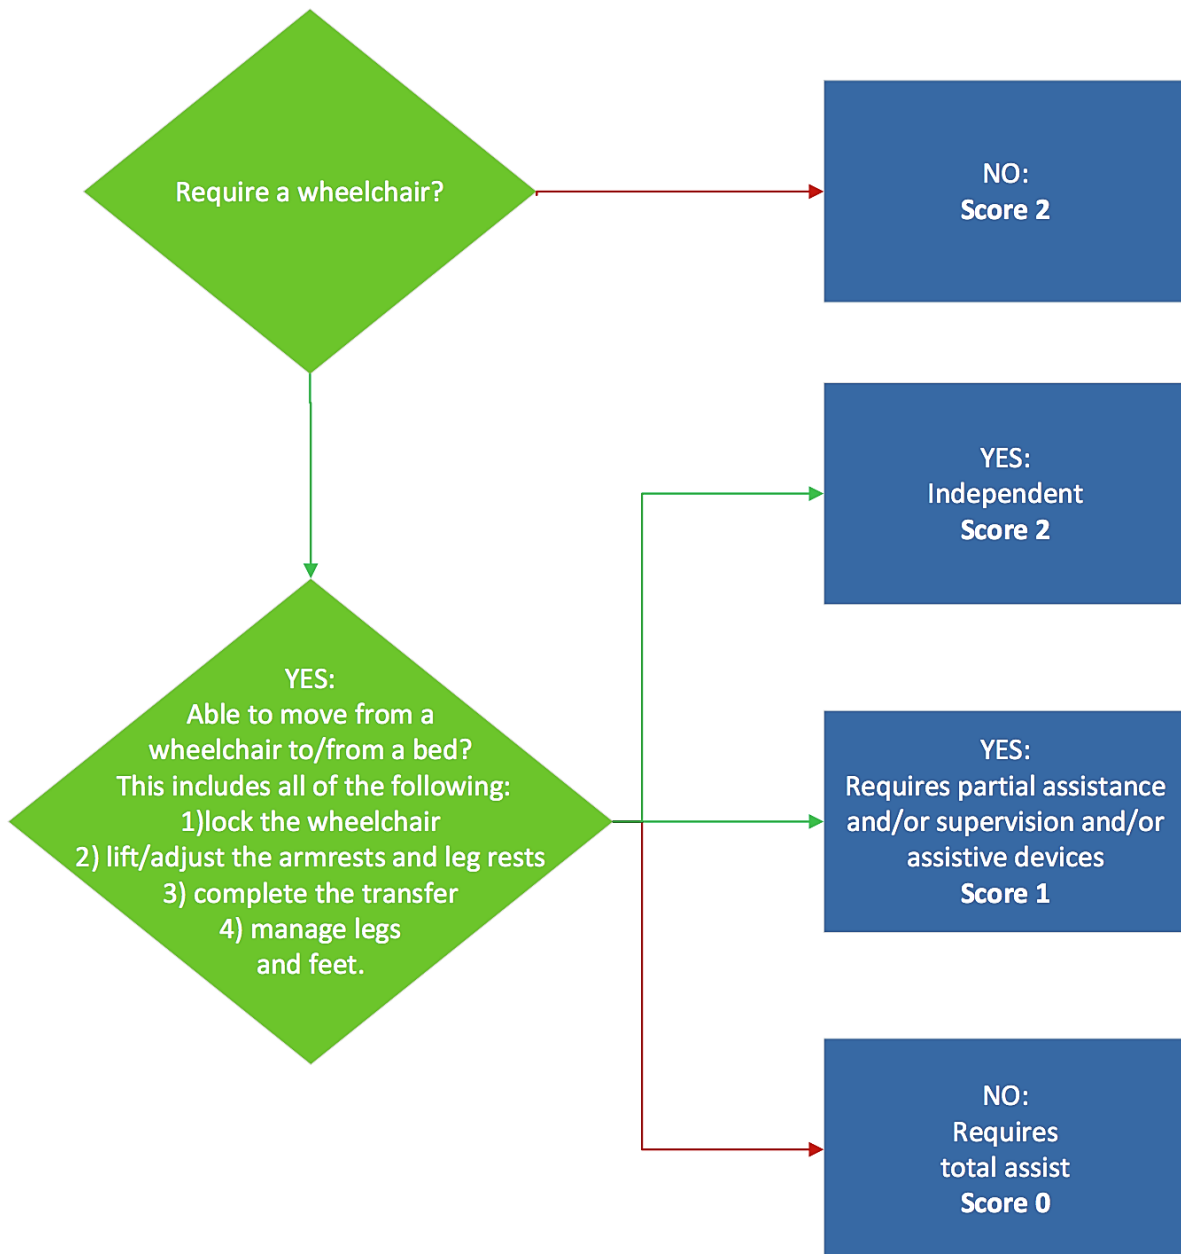 Require a wheelchair?
NO:
Score 2
YES:
Independent
Score 2
YES:
Able to move from a
wheelchair to/from a bed?
This includes all of the following:
1)lock the wheelchair
2) lift/adjust the armrests and leg rests
3) complete the transfer
4) manage legs
and feet.
YES:
Requires partial assistance
and/or supervision and/or
assistive devices
Score 1
NO:
Requires
total assist
Score 0